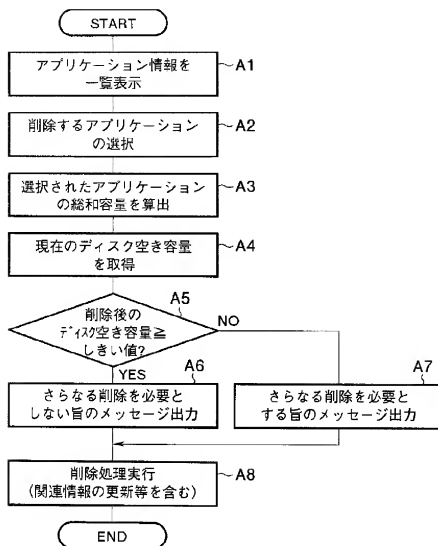 START
アプリケーション情報を
一覧表示
A1
削除するアプリケーション
の選択
A2
選択されたアプリケーション
の総和容量を算出
A3
現在のディスク空き容量
を取得
A4
A5
削除後の
ディスク空き容量≧
しきい値?
NO
YES
A6
さらなる削除を必要と
しない旨のメッセージ出力
A7
さらなる削除を必要と
する旨のメッセージ出力
削除処理実行
(関連情報の更新等を含む)
A8
END